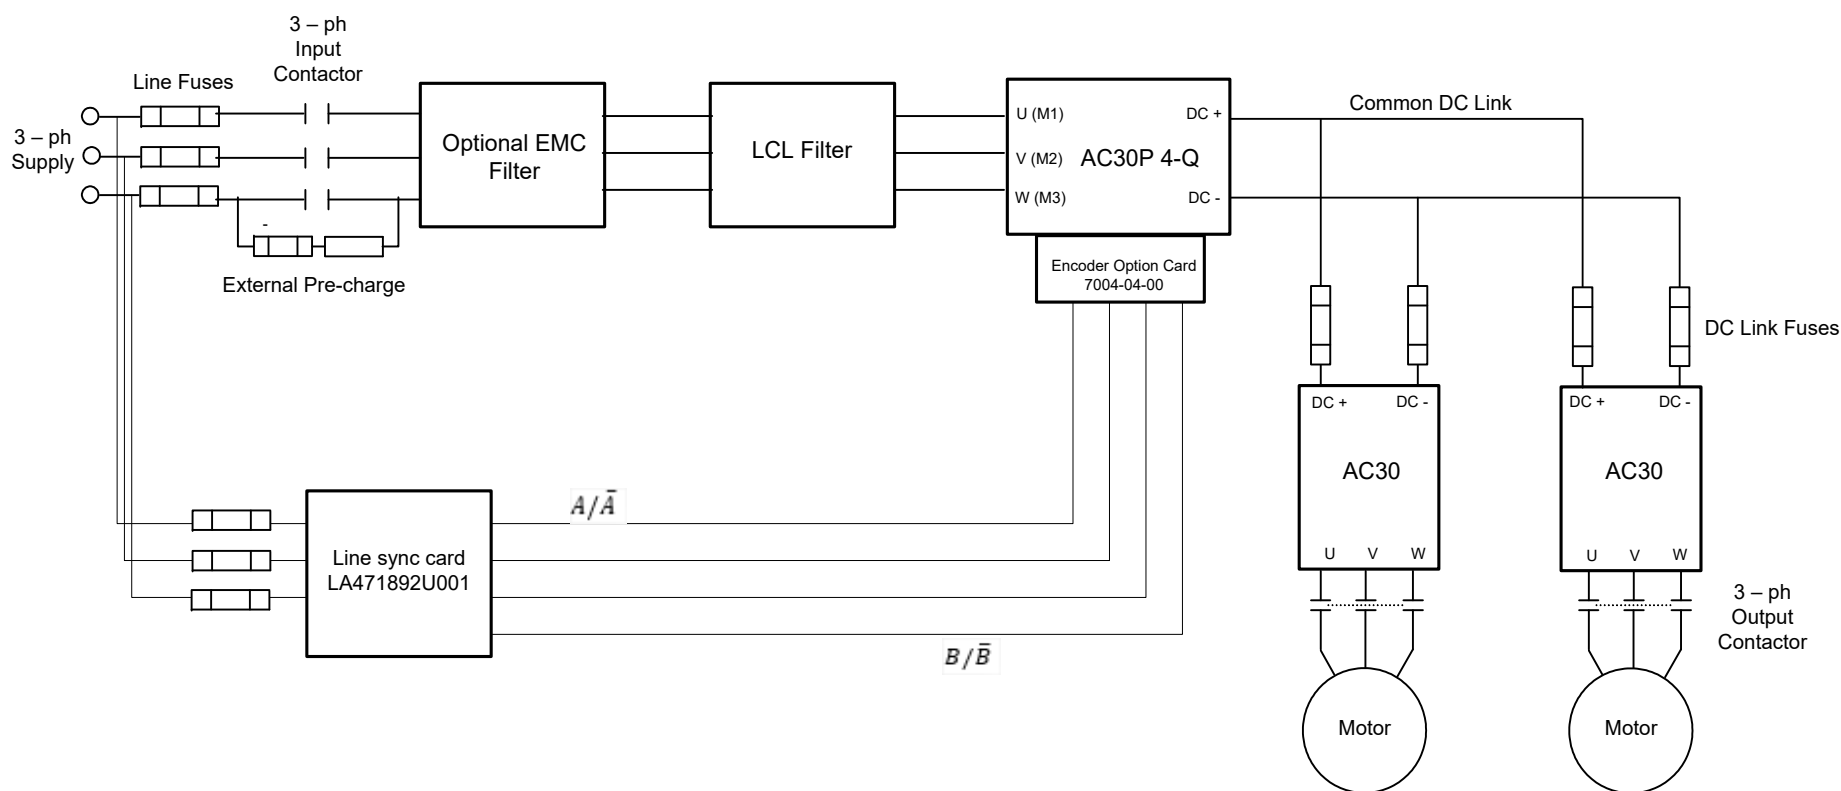 3 – ph
Input
Contactor
Line Fuses
3 – ph
Supply
-
External Pre-charge
Optional EMC
Filter
LCL Filter
U (M1)
DC +
V (M2)
AC30P 4-Q
W (M3)
DC -
Encoder Option Card
7004-04-00
Common DC Link
DC Link Fuses
DC +
DC -
AC30
U
V
W
DC +
DC -
AC30
U
V
W
3 – ph
Output
Contactor
Motor
Motor
Line sync card
LA471892U001
A/Ā
B/B̄